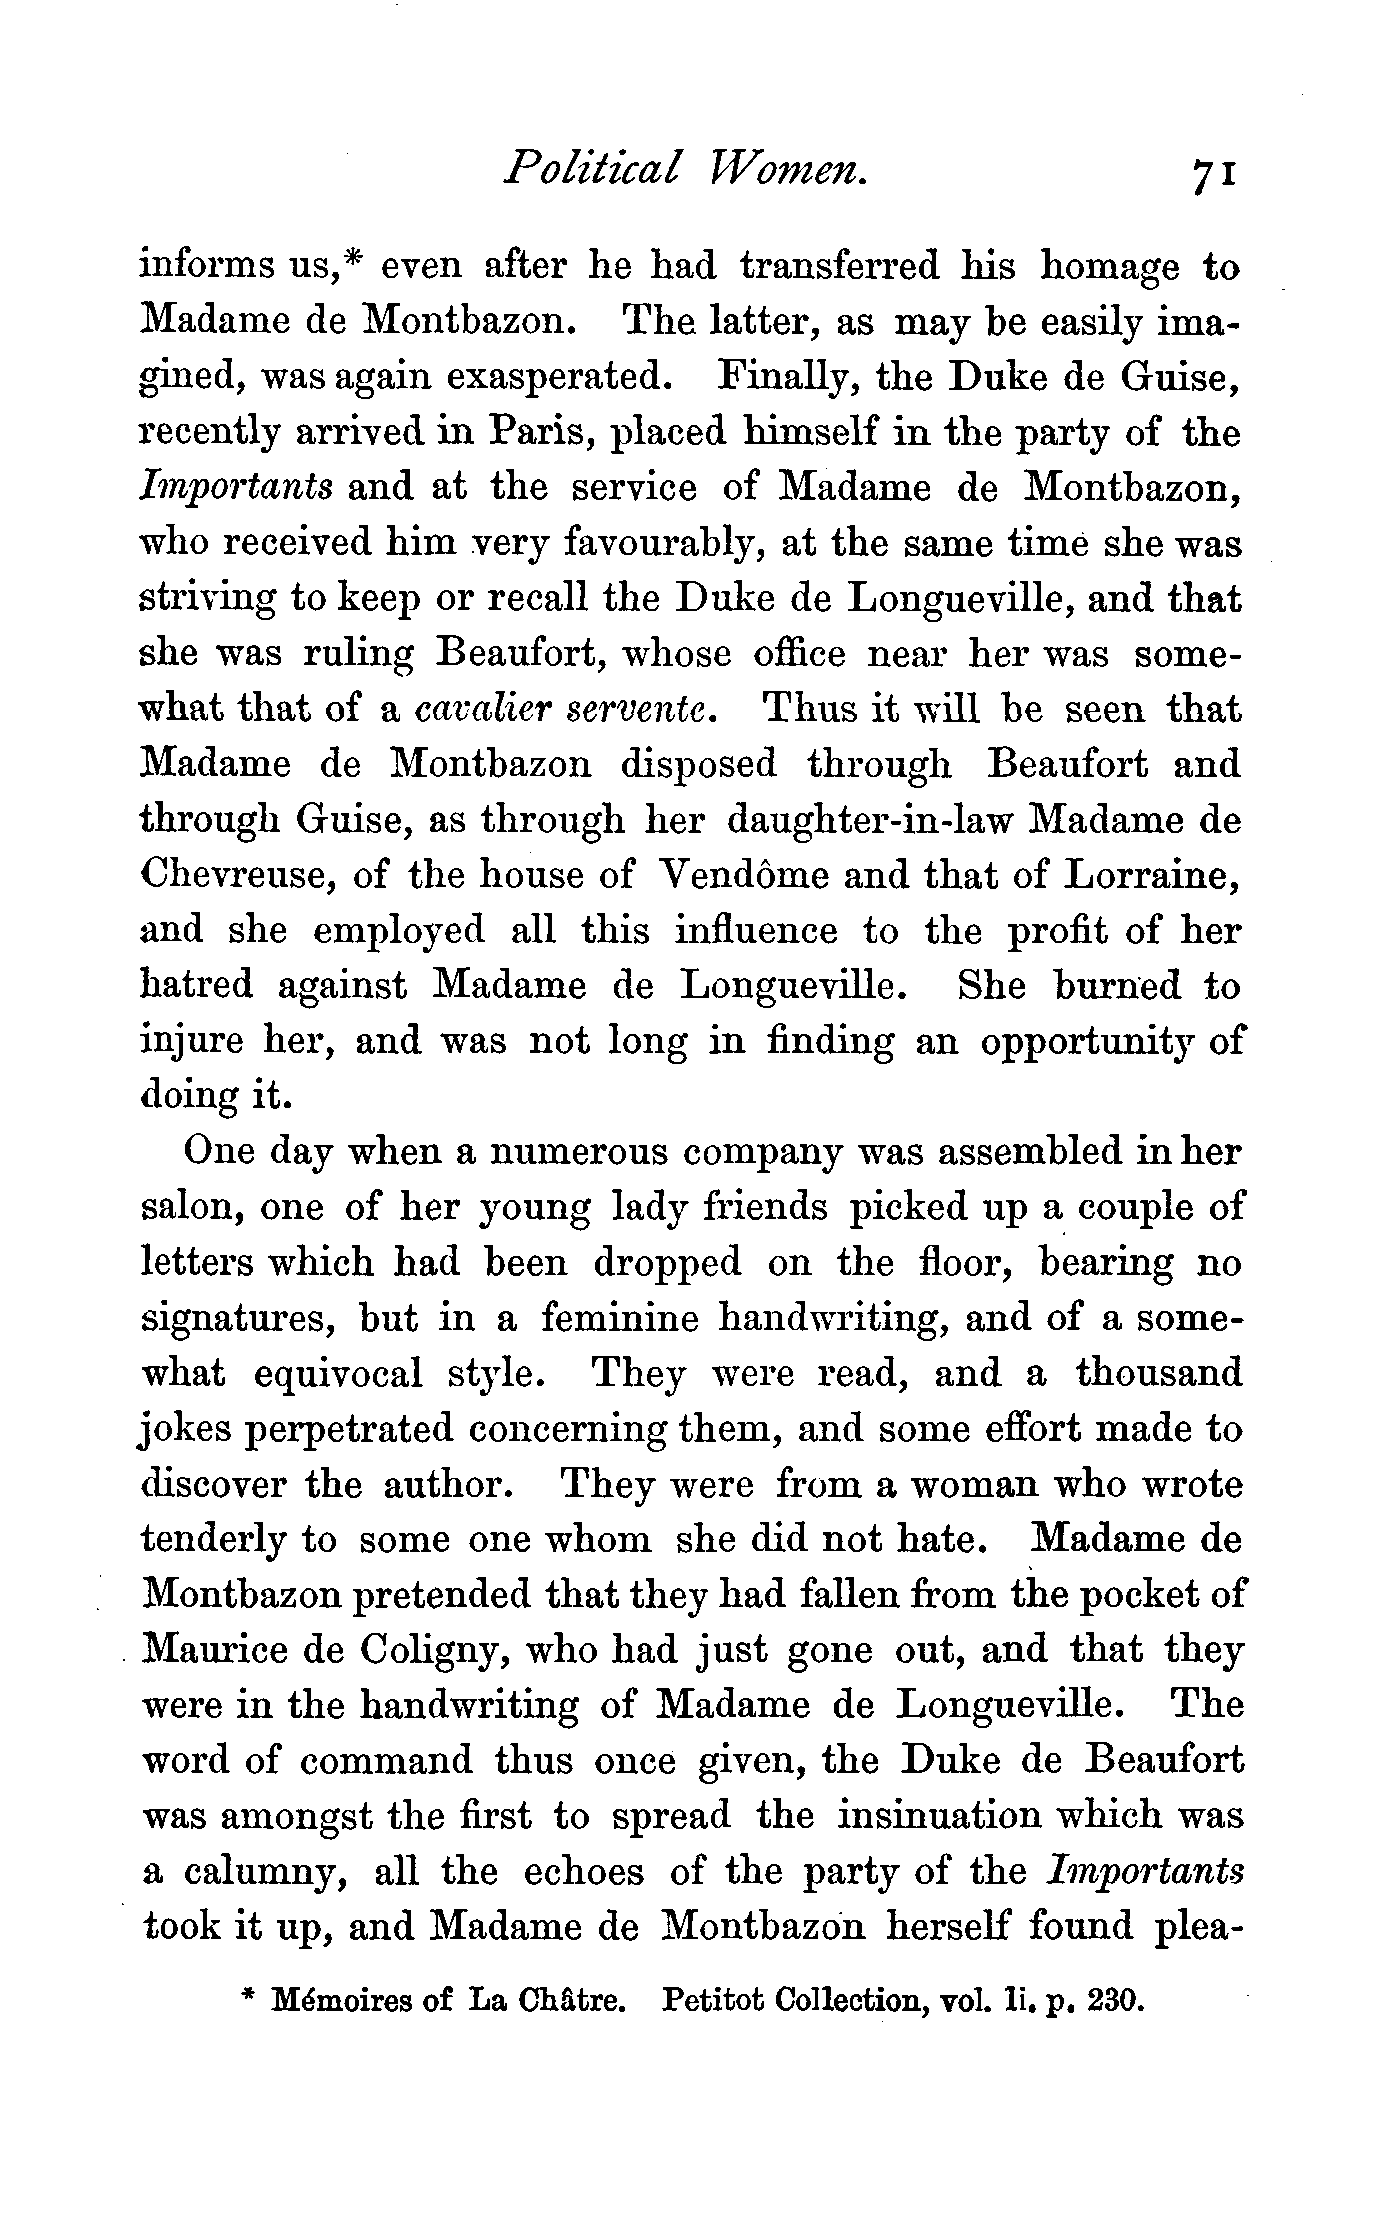 Political Women. 71
informs us,* even after he had transferred his homage to
Madame de Montbazon. The latter, as may be easily ima-
gined, was again exasperated. Finally, the Duke de Guise,
recently arrived in Paris, placed himself in the party of the
Importants and at the service of Madame de Montbazon,
who received him very favourably, at the same time she was
striving to keep or recall the Duke de Longueville, and that
she was ruling Beaufort, whose office near her was some-
what that of a cavalier servente. Thus it will be seen that
Madame de Montbazon disposed through Beaufort and
through Guise, as through her daughter-in-law Madame de
Chevreuse, of the house of Vendôme and that of Lorraine,
and she employed all this influence to the profit of her
hatred against Madame de Longueville. She burned to
injure her, and was not long in finding an opportunity of
doing it.
One day when a numerous company was assembled in her
salon, one of her young lady friends picked up a couple of
letters which had been dropped on the floor, bearing no
signatures, but in a feminine handwriting, and of a some-
what equivocal style. They were read, and a thousand
jokes perpetrated concerning them, and some effort made to
discover the author. They were from a woman who wrote
tenderly to some one whom she did not hate. Madame de
Montbazon pretended that they had fallen from the pocket of
Maurice de Coligny, who had just gone out, and that they
were in the handwriting of Madame de Longueville. The
word of command thus once given, the Duke de Beaufort
was amongst the first to spread the insinuation which was
a calumny, all the echoes of the party of the Importants
took it up, and Madame de Montbazon herself found plea-
* Mémoires of La Châtre. Petitot Collection, vol. li. p. 230.